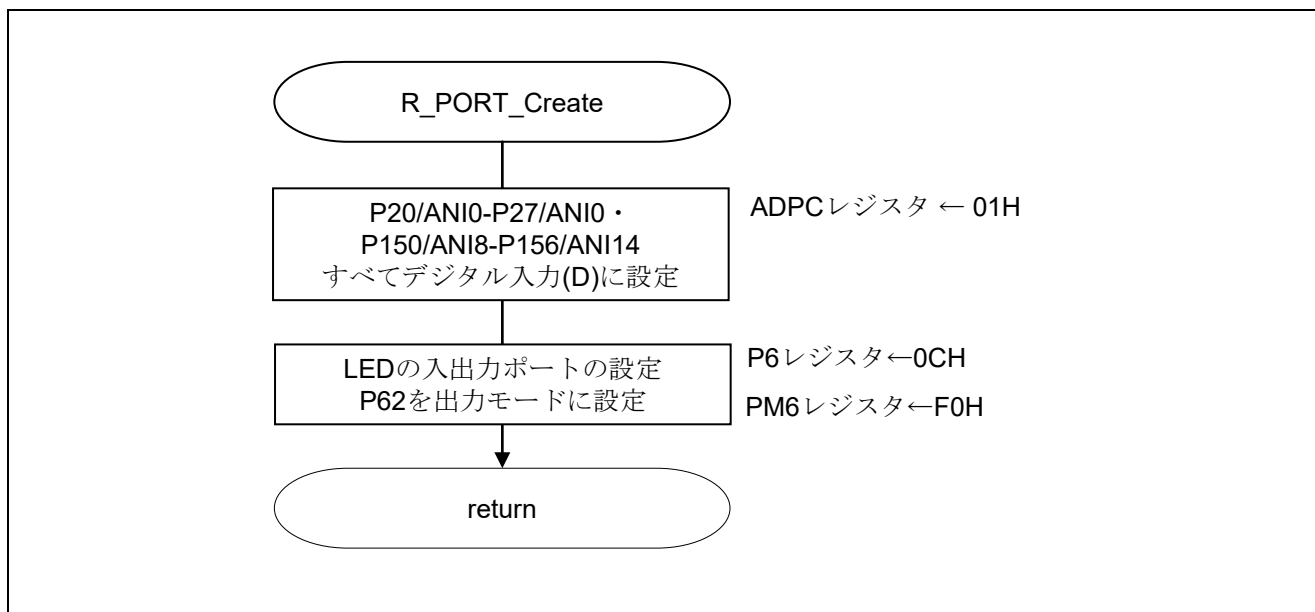 R_PORT_Create
P20/ANI0-P27/ANI0・
P150/ANI8-P156/ANI14
すべてデジタル入力(D)に設定
ADPCレジスタ ← 01H
LEDの入出力ポートの設定
P62を出力モードに設定
P6レジスタ←0CH
PM6レジスタ←F0H
return